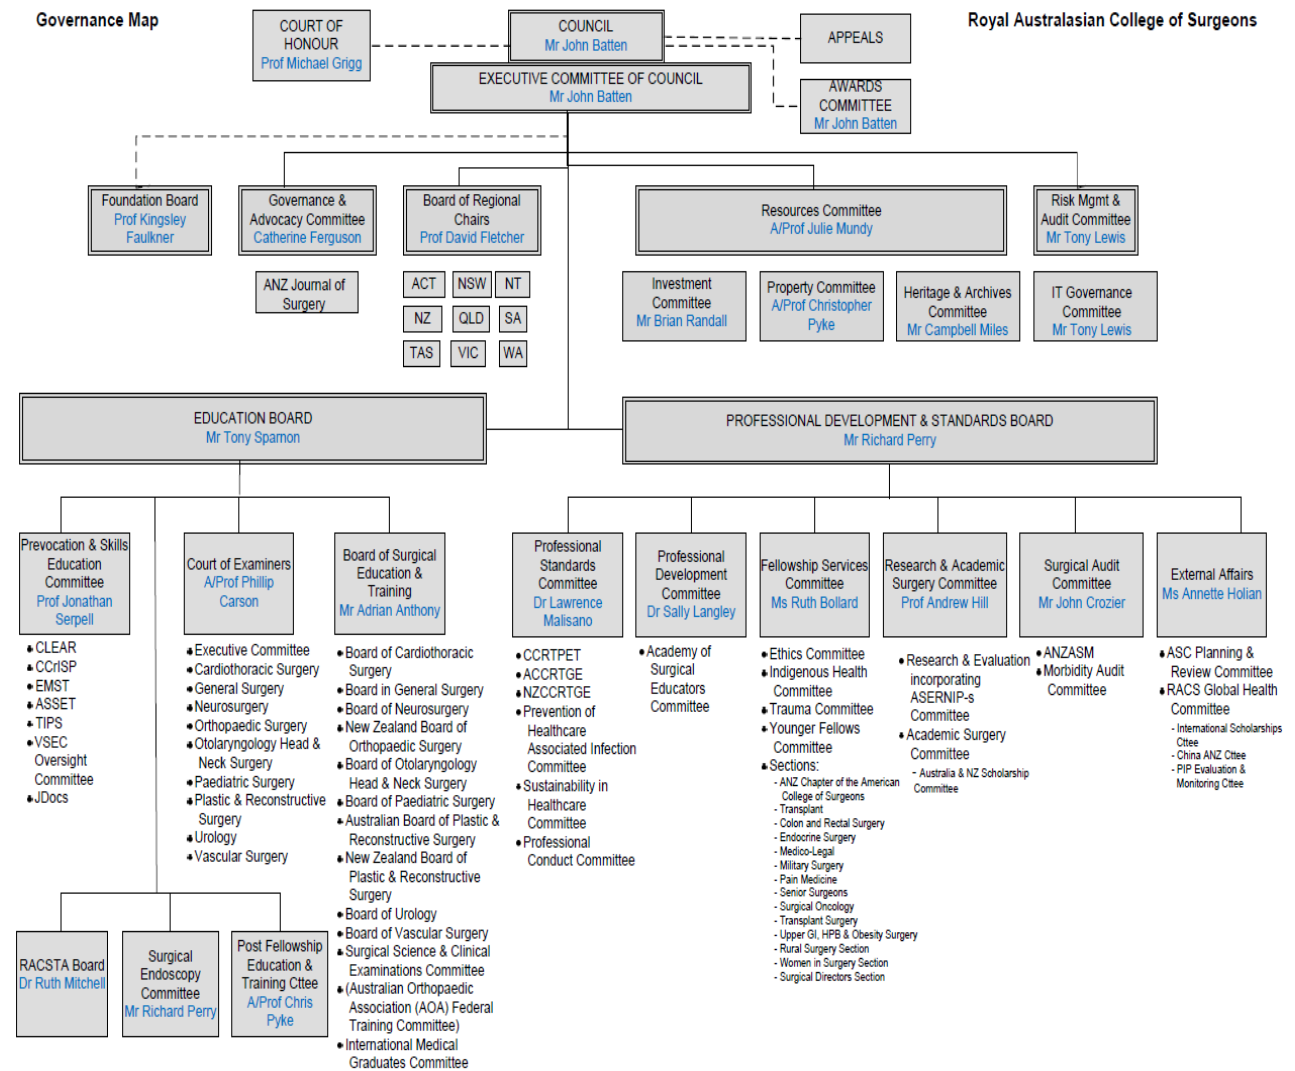 Governance Map
Royal Australasian College of Surgeons
COURT OF
HONOUR
Prof Michael Grigg
COUNCIL
Mr John Batten
APPEALS
EXECUTIVE COMMITTEE OF COUNCIL
Mr John Batten
AWARDS
COMMITTEE
Mr John Batten
Foundation Board
Prof Kingsley
Faulkner
Governance &
Advocacy Committee
Catherine Ferguson
Board of Regional
Chairs
Prof David Fletcher
Resources Committee
A/Prof Julie Mundy
Risk Mgmt &
Audit Committee
Mr Tony Lewis
ANZ Journal of
Surgery
ACT
NSW
NT
NZ
QLD
SA
TAS
VIC
WA
Investment
Committee
Mr Brian Randall
Property Committee
A/Prof Christopher
Pyke
Heritage & Archives
Committee
Mr Campbell Miles
IT Governance
Committee
Mr Tony Lewis
EDUCATION BOARD
Mr Tony Sparnon
PROFESSIONAL DEVELOPMENT & STANDARDS BOARD
Mr Richard Perry
Prevocation & Skills
Education
Committee
Prof Jonathan
Serpell
CLEAR
CCrISP
EMST
ASSET
TIPS
VSEC
Oversight
Committee
JDocs
Court of Examiners
A/Prof Phillip
Carson
Executive Committee
Cardiothoracic Surgery
General Surgery
Neurosurgery
Orthopaedic Surgery
Otolaryngology Head &
Neck Surgery
Paediatric Surgery
Plastic & Reconstructive
Surgery
Urology
Vascular Surgery
Board of Surgical
Education &
Training
Mr Adrian Anthony
Board of Cardiothoracic
Surgery
Board in General Surgery
Board of Neurosurgery
New Zealand Board of
Orthopaedic Surgery
Board of Otolaryngology
Head & Neck Surgery
Board of Paediatric Surgery
Australian Board of Plastic &
Reconstructive Surgery
New Zealand Board of
Plastic & Reconstructive
Surgery
Board of Urology
Board of Vascular Surgery
Surgical Science & Clinical
Examinations Committee
(Australian Orthopaedic
Association (AOA) Federal
Training Committee)
International Medical
Graduates Committee
Professional
Standards
Committee
Dr Lawrence
Malisano
CCRTPET
ACCRTGE
NZCCRTGE
Prevention of
Healthcare
Associated Infection
Committee
Sustainability in
Healthcare
Committee
Professional
Conduct Committee
Professional
Development
Committee
Dr Sally Langley
Academy of
Surgical
Educators
Committee
Fellowship Services
Committee
Ms Ruth Bollard
Ethics Committee
Indigenous Health
Committee
Trauma Committee
Younger Fellows
Committee
Sections:
- ANZ Chapter of the American
College of Surgeons
- Transplant
- Colon and Rectal Surgery
- Endocrine Surgery
- Medico-Legal
- Military Surgery
- Pain Medicine
- Senior Surgeons
- Surgical Oncology
- Transplant Surgery
- Upper GI, HPB & Obesity Surgery
- Rural Surgery Section
- Women in Surgery Section
- Surgical Directors Section
Research & Academic
Surgery Committee
Prof Andrew Hill
Research & Evaluation
incorporating
ASERNIP-s
Committee
Academic Surgery
Committee
- Australia & NZ Scholarship
Committee
Surgical Audit
Committee
Mr John Crozier
ANZASM
Morbidity Audit
Committee
External Affairs
Ms Annette Holian
ASC Planning &
Review Committee
RACS Global Health
Committee
- International Scholarships
Cttee
- China ANZ Cttee
- PIP Evaluation &
Monitoring Cttee
RACSTA Board
Dr Ruth Mitchell
Surgical
Endoscopy
Committee
Mr Richard Perry
Post Fellowship
Education &
Training Cttee
A/Prof Chris
Pyke